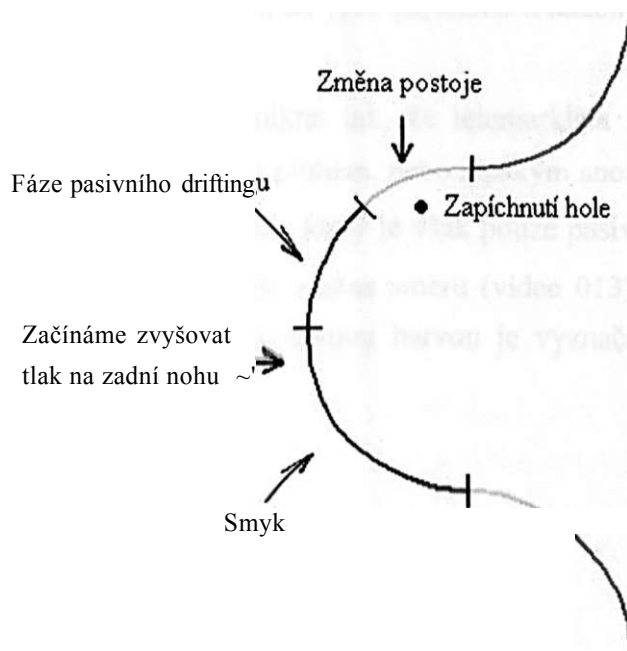 Změna postoje
Fáze pasivního driftingu
Zapíchnutí hole
Začínáme zvyšovat
tlak na zadní nohu ~'
Smyk